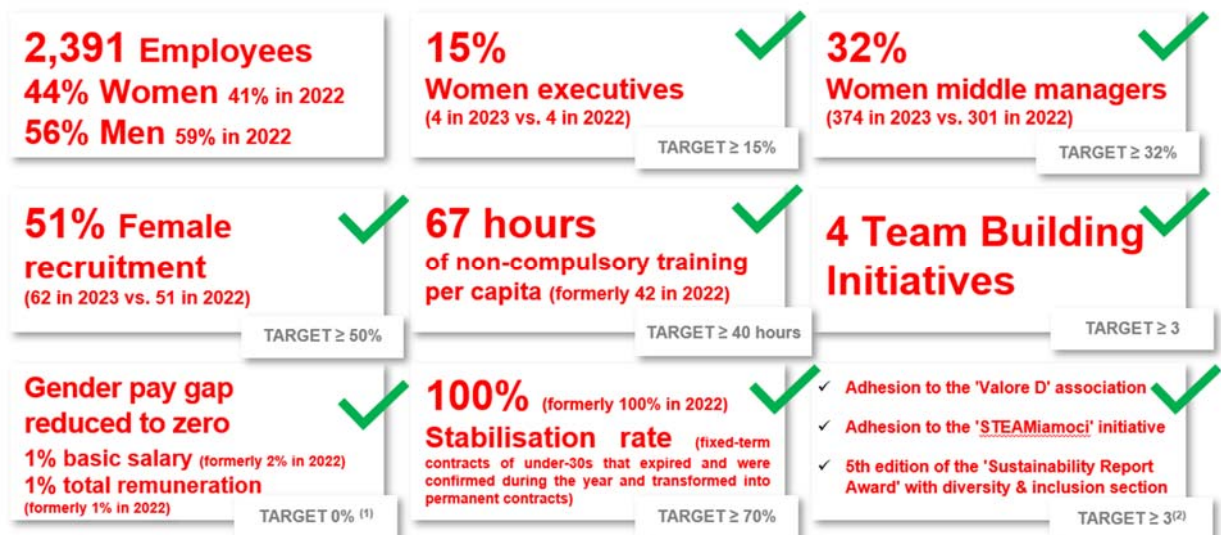 2,391 Employees
44% Women 41% in 2022
56% Men 59% in 2022
15%
Women executives
(4 in 2023 vs. 4 in 2022)
TARGET ≥ 15%
32%
Women middle managers
(374 in 2023 vs. 301 in 2022)
TARGET ≥ 32%
51% Female
recruitment
(62 in 2023 vs. 51 in 2022)
TARGET ≥ 50%
67 hours
of non-compulsory training
per capita (formerly 42 in 2022)
TARGET ≥ 40 hours
4 Team Building
Initiatives
TARGET ≥ 3
Gender pay gap
reduced to zero
1% basic salary (formerly 2% in 2022)
1% total remuneration
(formerly 1% in 2022)
TARGET 0% (1)
100% (formerly 100% in 2022)
Stabilisation rate (fixed-term
contracts of under-30s that expired and were
confirmed during the year and transformed into
permanent contracts)
TARGET ≥ 70%
✓ Adhesion to the 'Valore D' association
✓ Adhesion to the 'STEAMiamoci' initiative
✓ 5th edition of the 'Sustainability Report
Award' with diversity & inclusion section
TARGET ≥ 3(2)